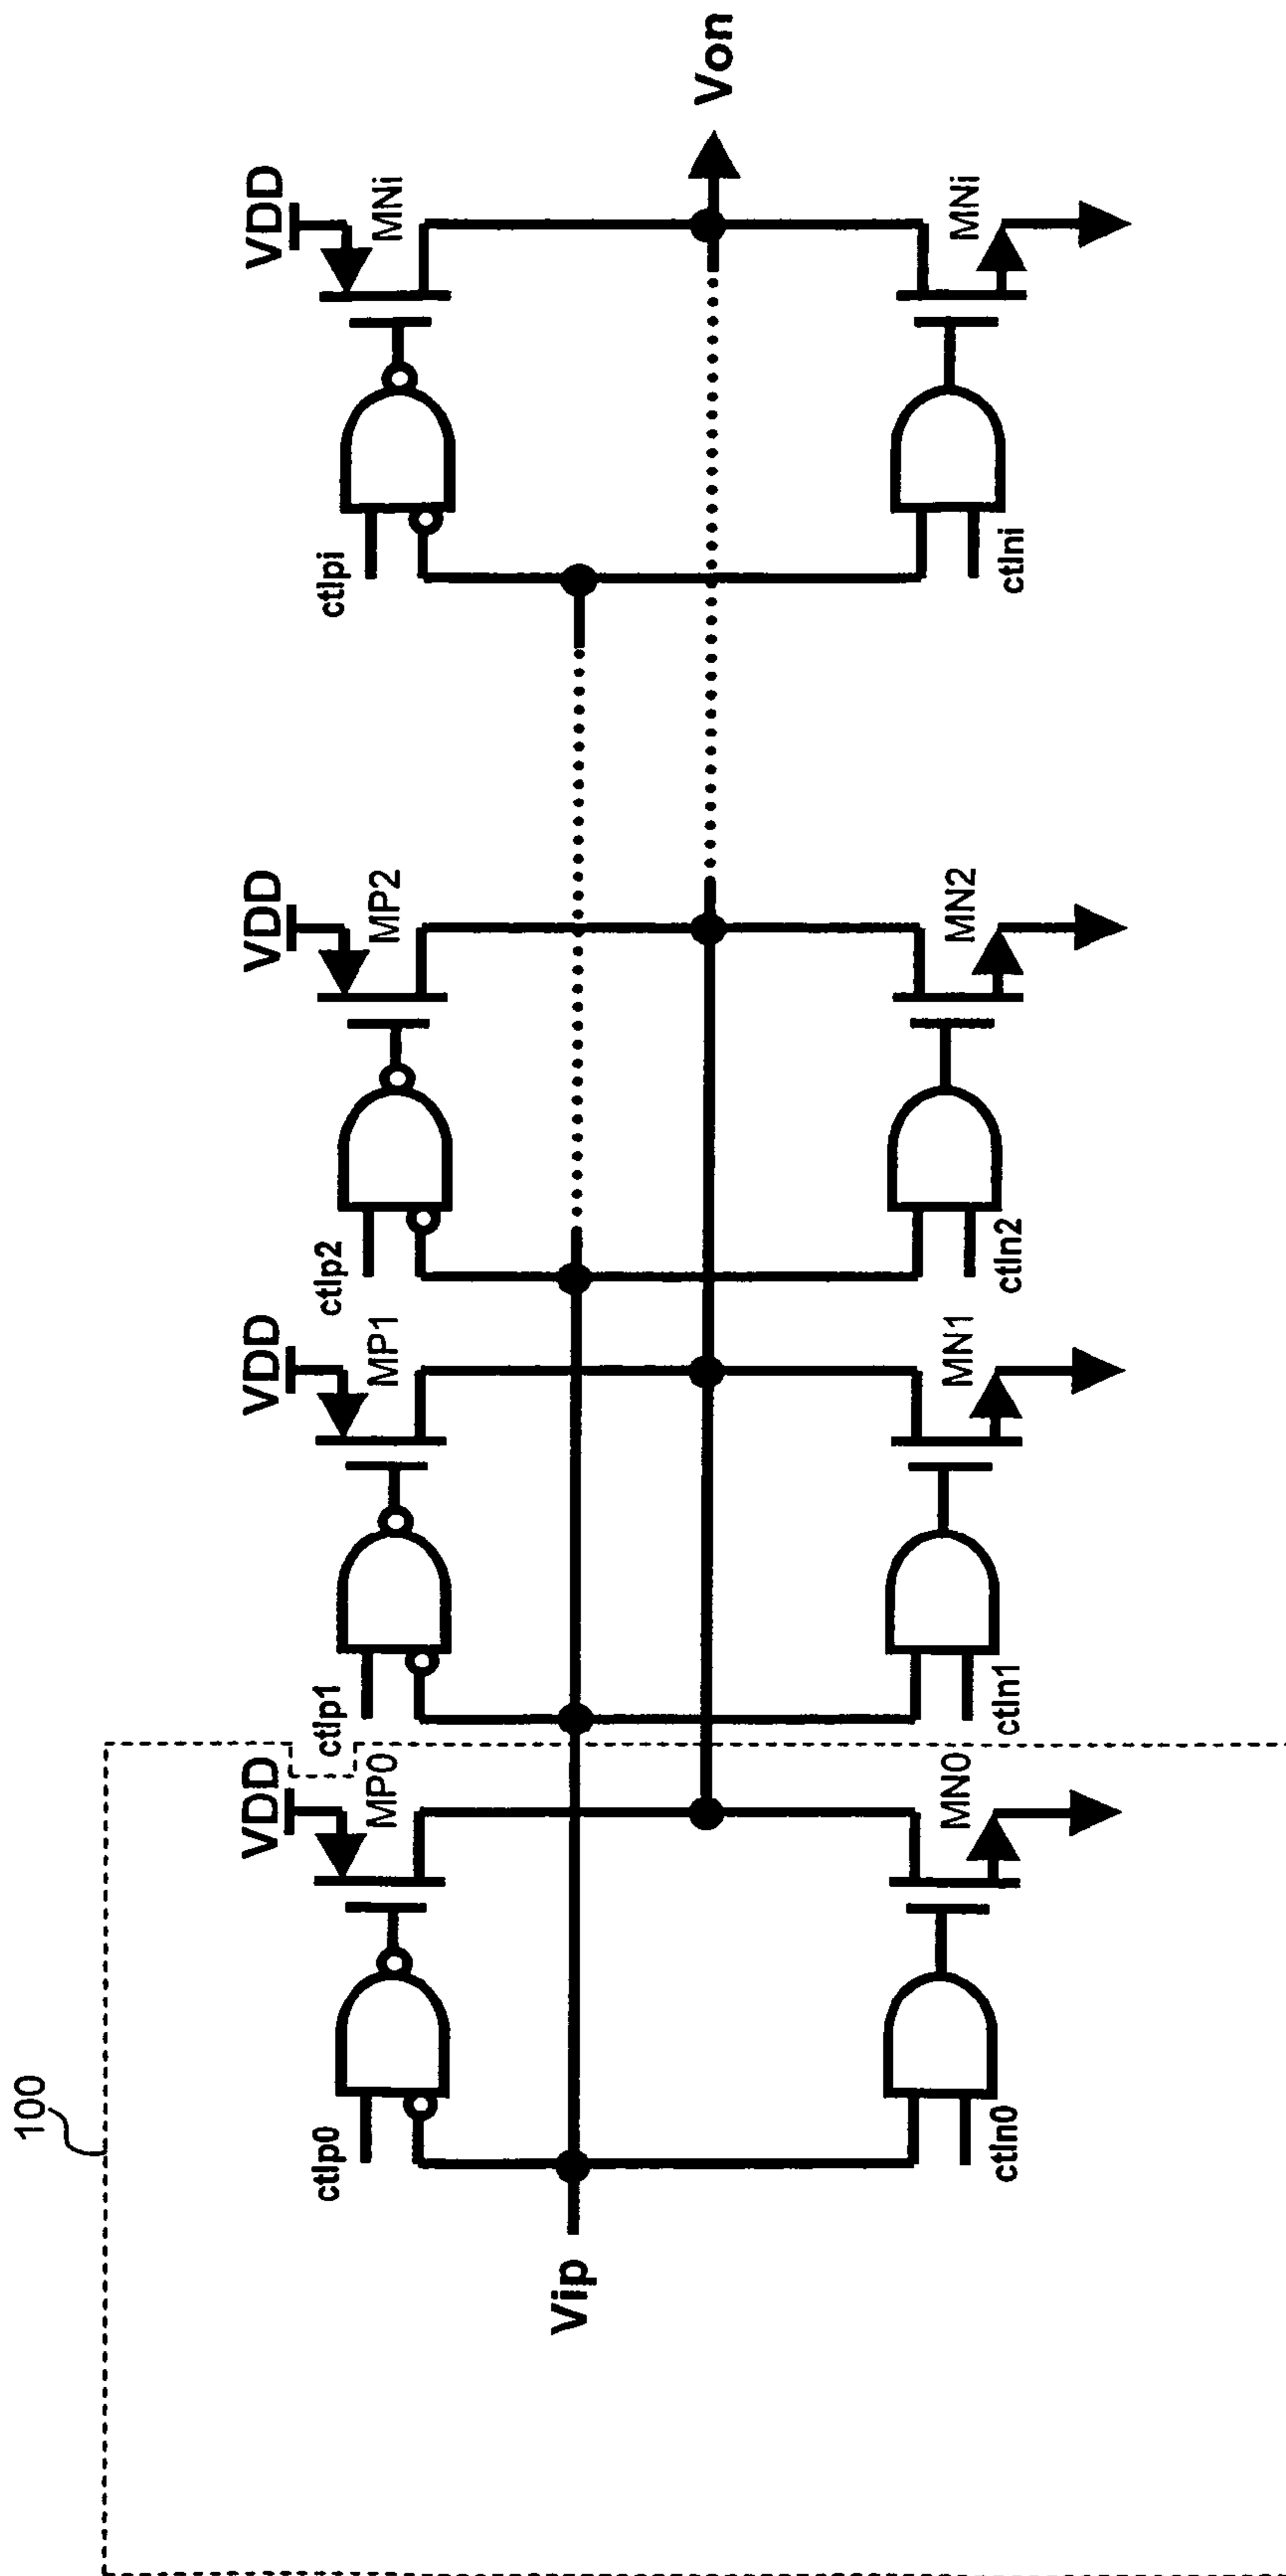 100
VDD
VDD
VDD
VDD
ctlp0
MP0
ctlp1
MP1
ctlp2
MP2
ctlpi
MNi
Vip
Von
ctln0
MN0
ctln1
MN1
ctln2
MN2
ctlni
MNi